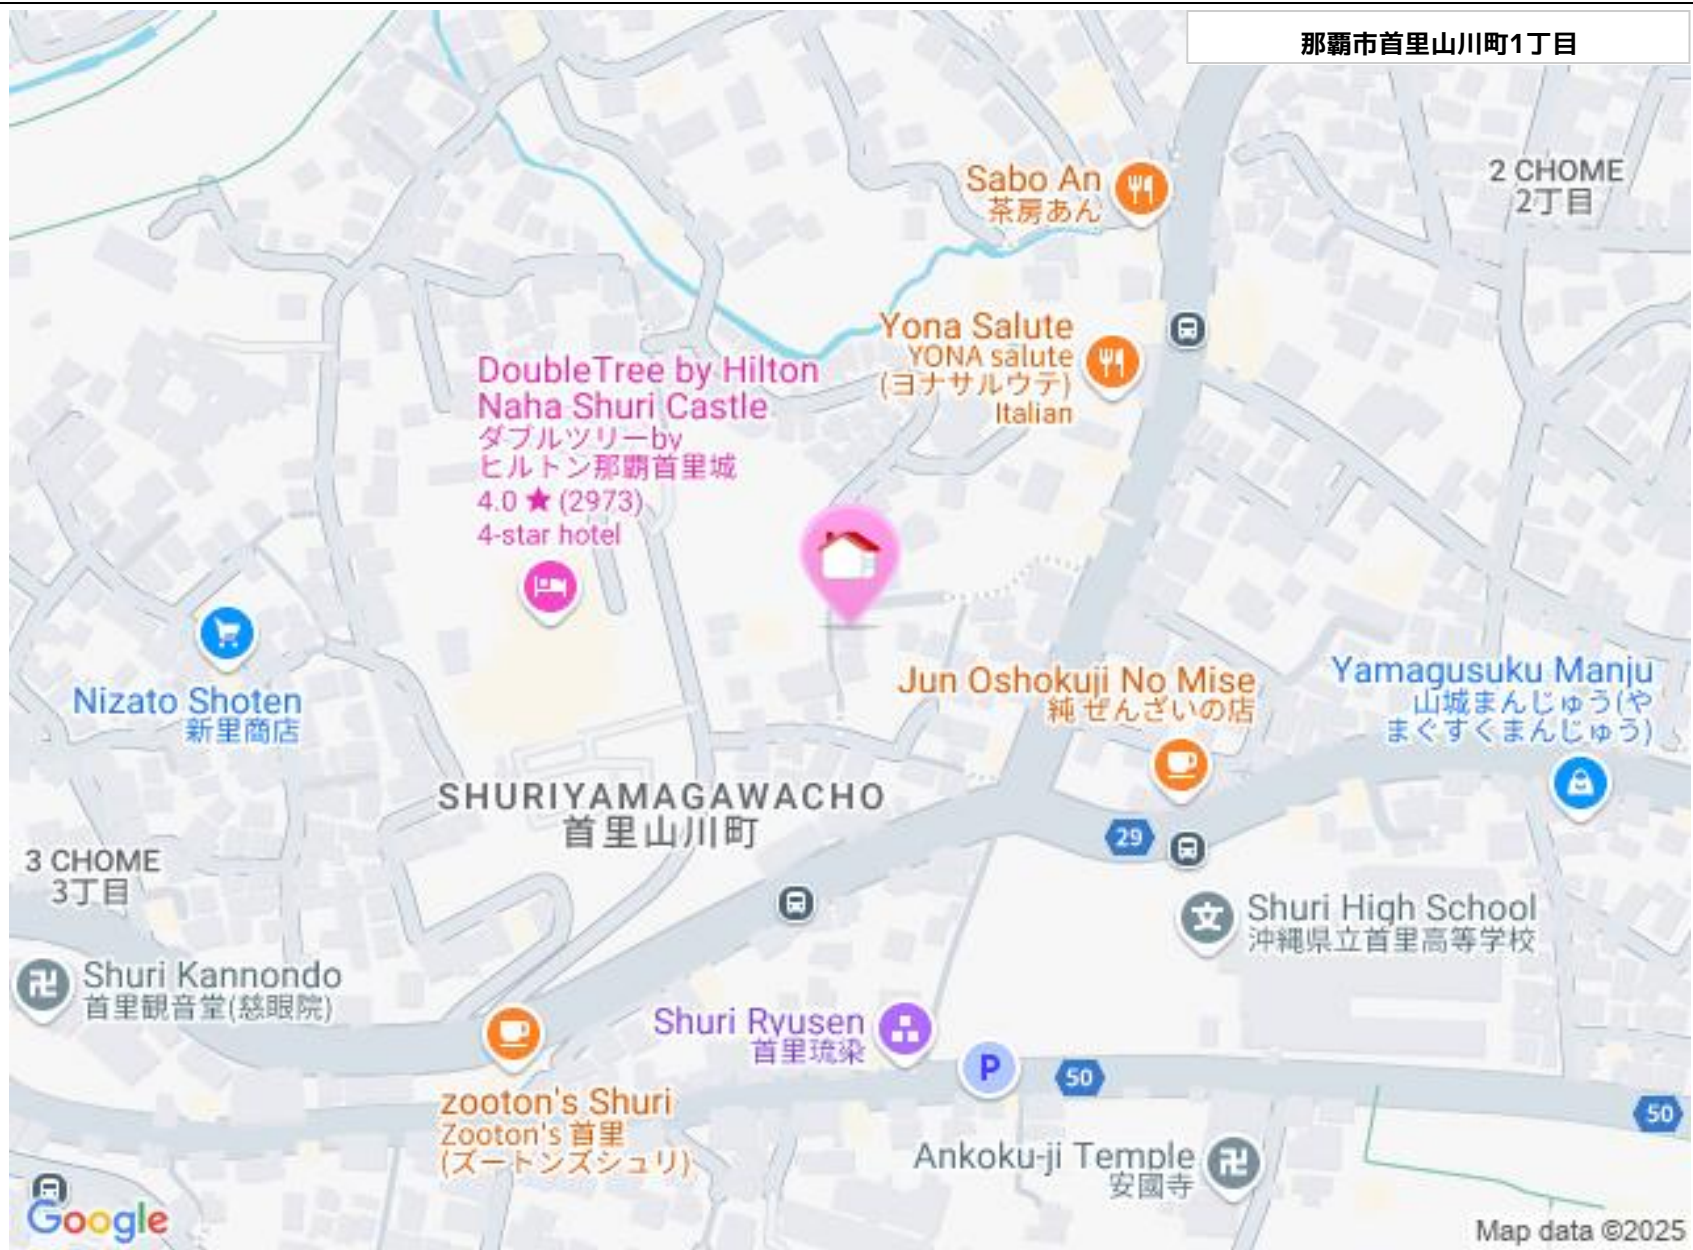 那覇市首里山川町1丁目
2 CHOME
2丁目
Sabo An
茶房あん
Yona Salute
YONA salute
(ヨナサルウテ)
Italian
DoubleTree by Hilton
Naha Shuri Castle
ダブルツリーby
ヒルトン那覇首里城
4.0 ★ (2973)
4-star hotel
Nizato Shoten
新里商店
Jun Oshokuji No Mise
純 ぜんざいの店
Yamagusuku Manju
山城まんじゅう(や
まぐすくまんじゅう)
SHURIYAMAGAWACHO
首里山川町
29
3 CHOME
3丁目
文
Shuri High School
沖縄県立首里高等学校
卍
Shuri Kannondo
首里観音堂(慈眼院)
Shuri Ryusen
首里琉染
P
50
50
zooton's Shuri
Zooton's 首里
(ズートンズシュリ)
Ankoku-ji Temple
安國寺
卍
Google
Map data ©2025